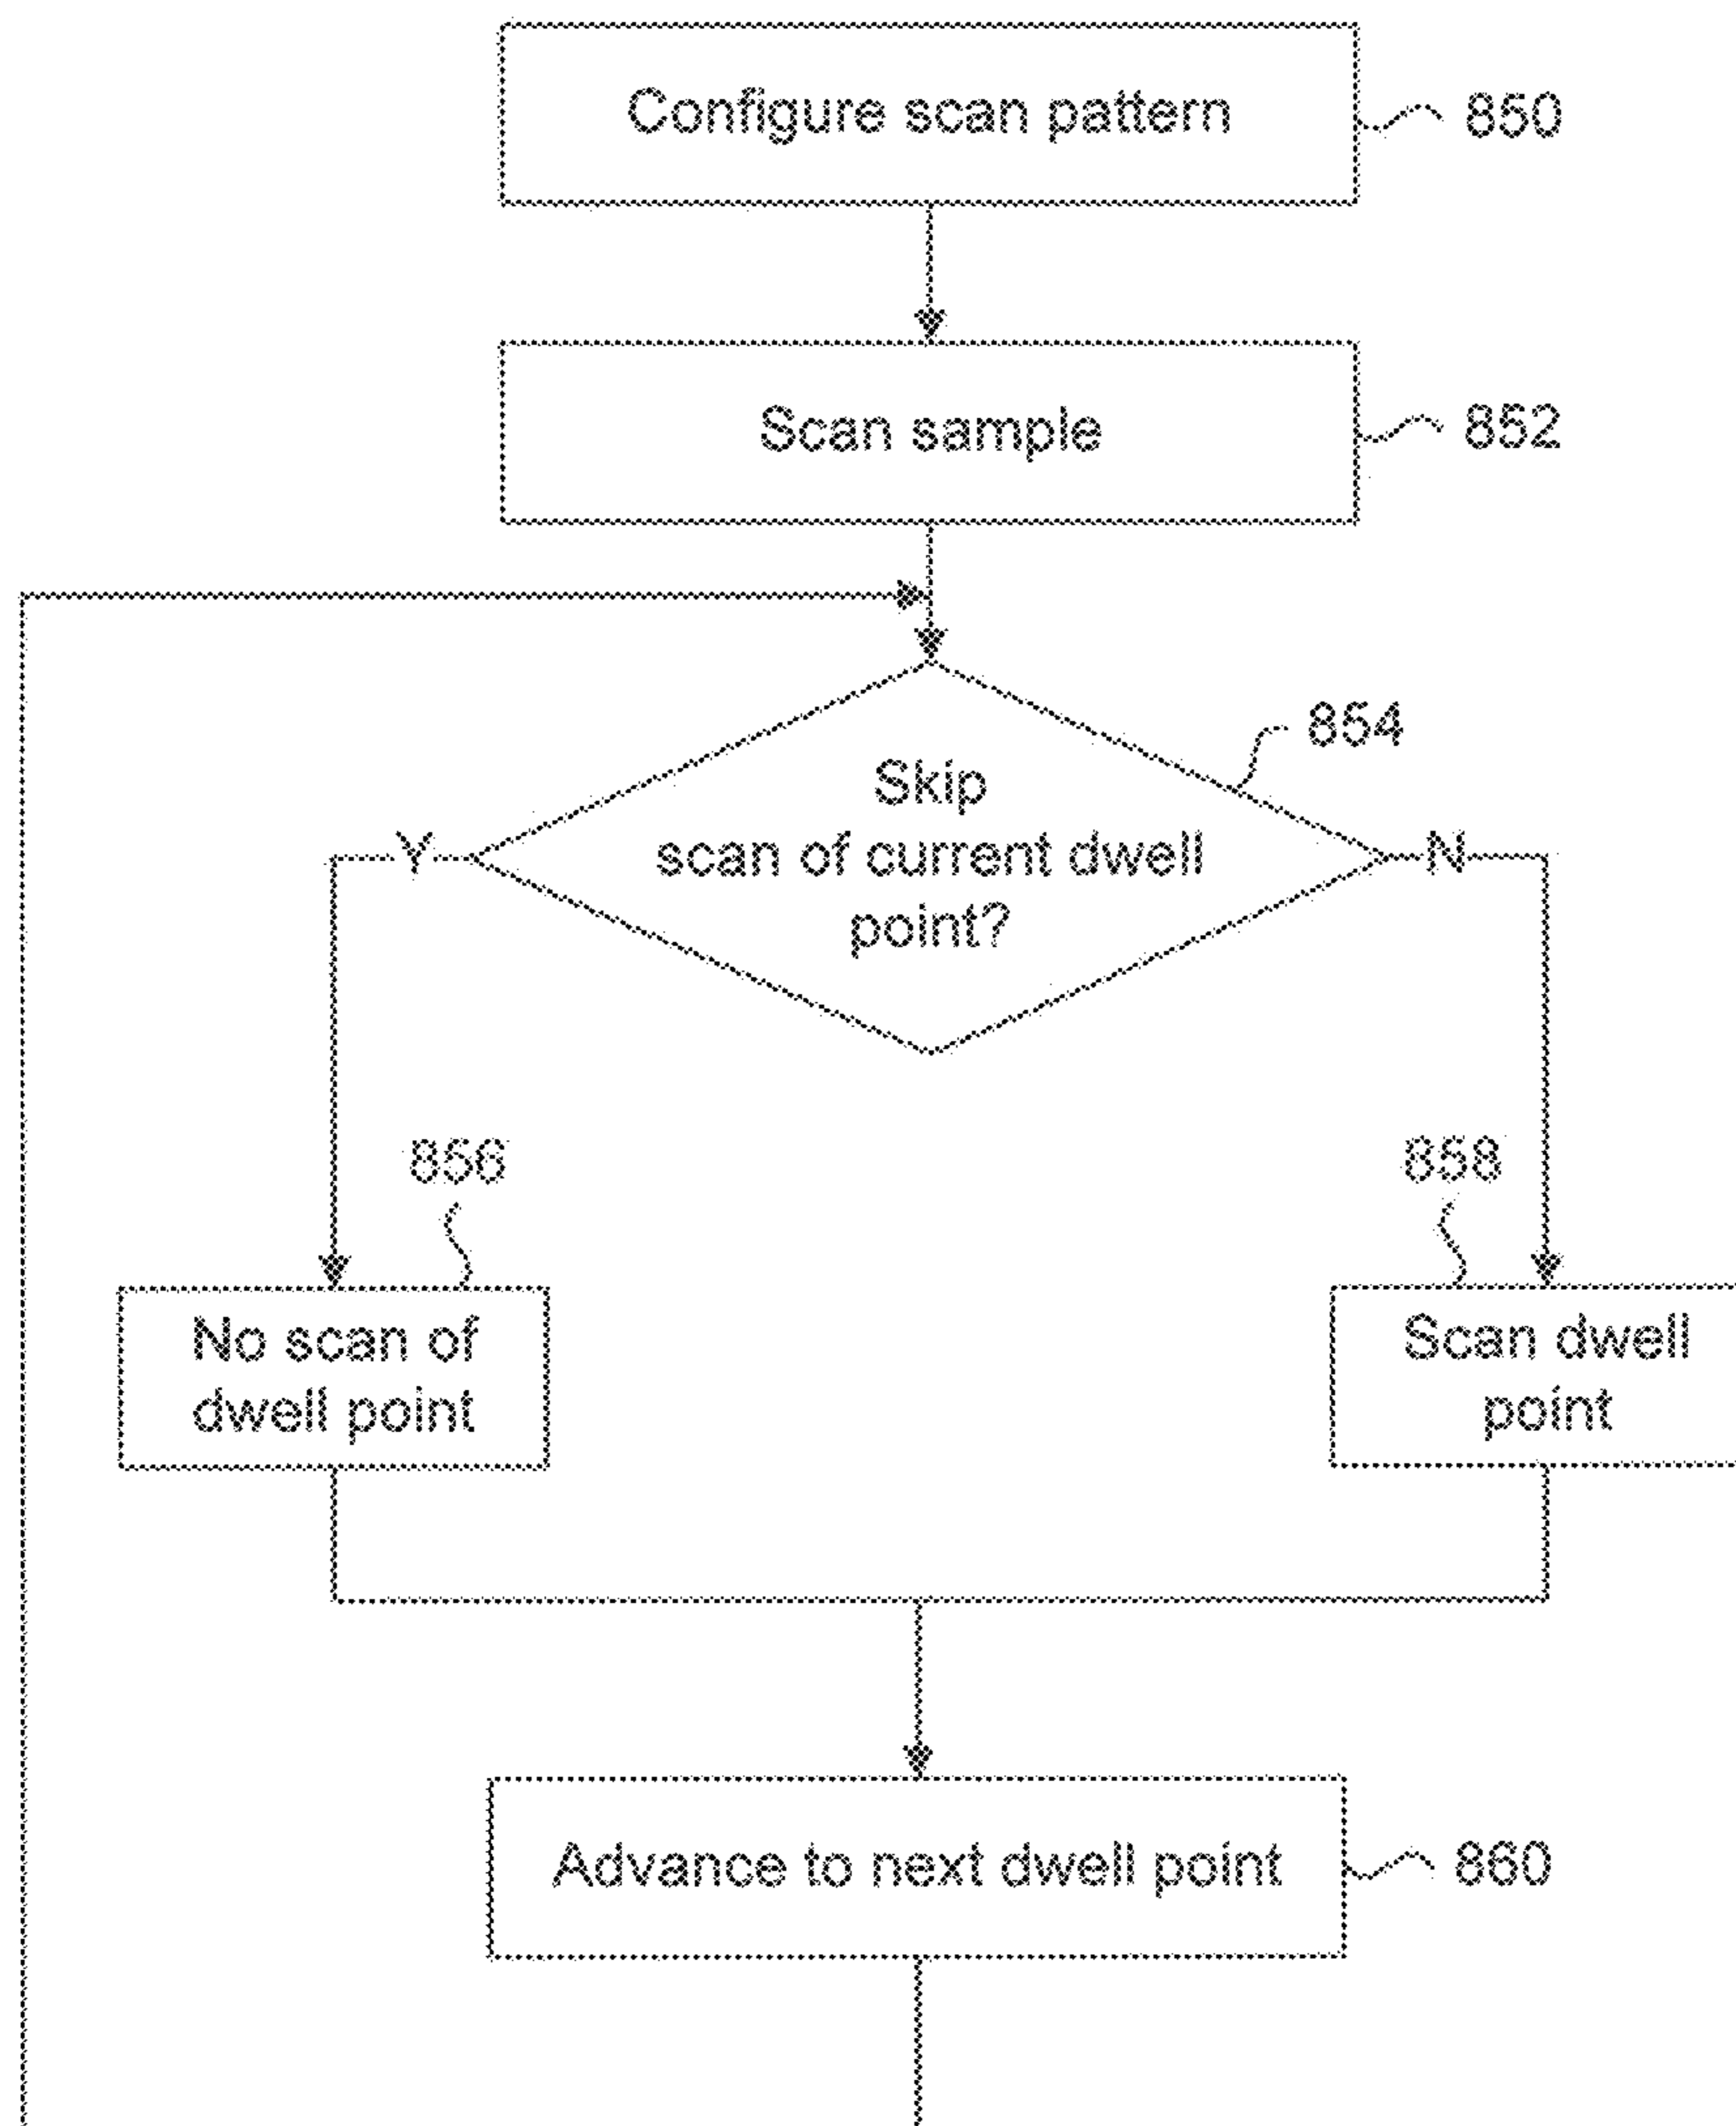 Configure scan pattern
850
Scan sample
852
854
Skip
scan of current dwell
point?
Y
N
856
858
No scan of
dwell point
Scan dwell
point
Advance to next dwell point
860